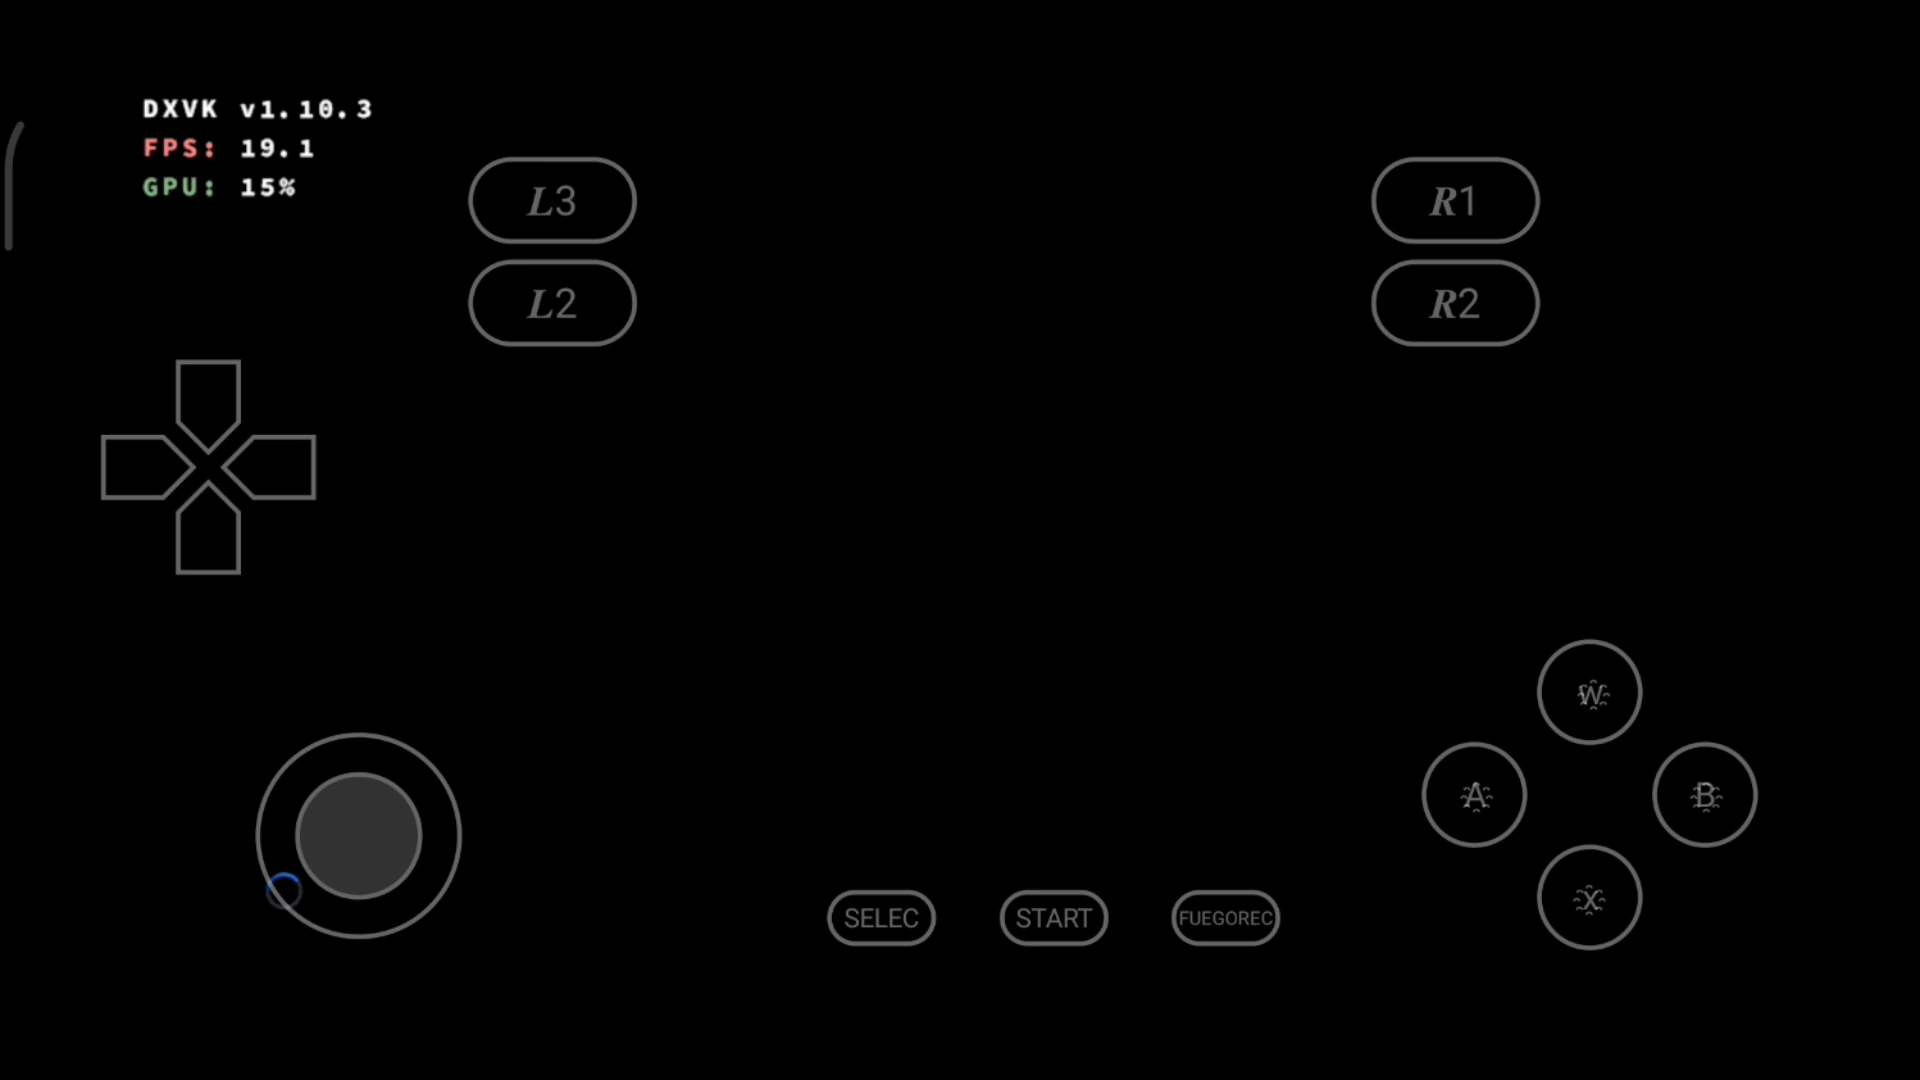 DXVK v1.10.3
FPS: 19.1
GPU: 15%
L3
R1
L2
R2
W
A
B
X
SELEC
START
FUEGOREC